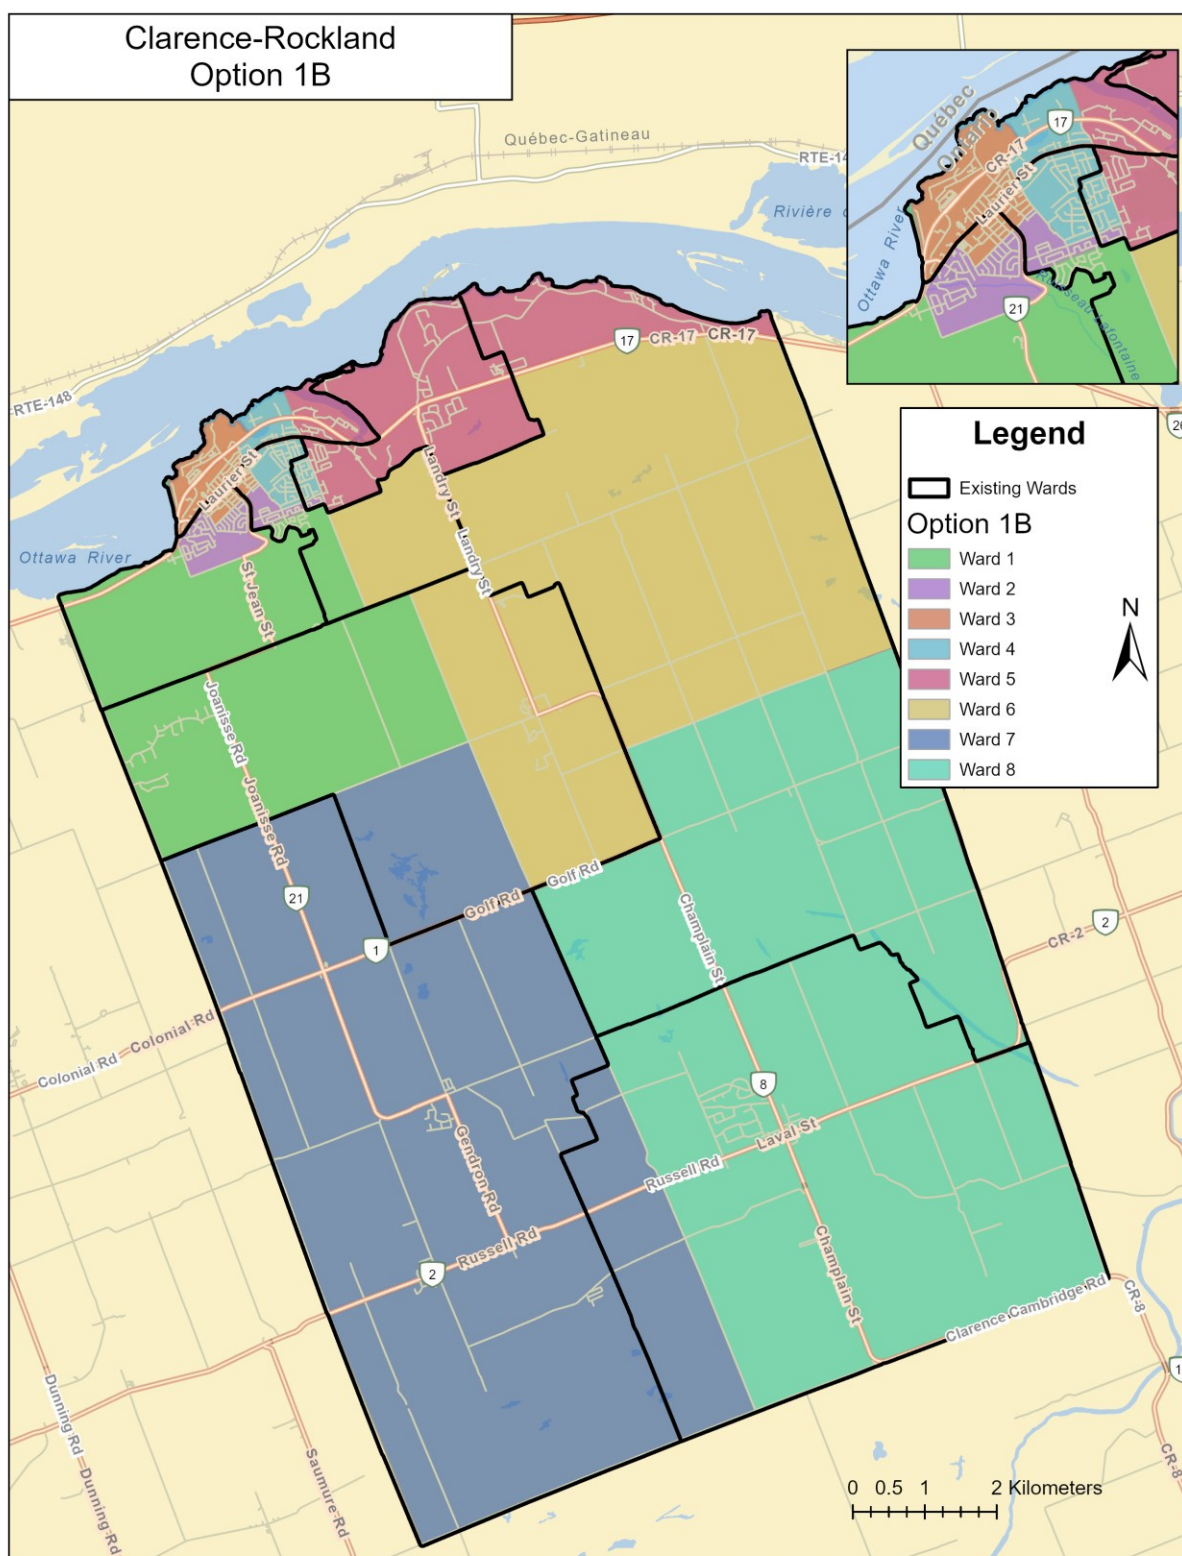 Clarence-Rockland
Option 1B
Québec-Gatineau
RTE-14
Rivière
RTE-148
Ottawa River
CR-17
CR-17
17
Laurier St
Landry St
Landry St
St Jean St
Joanisse Rd
Joanisse Rd
21
Golf Rd
Golf Rd
1
Colonial Rd
Colonial Rd
Champlain St
CR-2
2
8
Laval St
Russell Rd
Gendron Rd
Russell Rd
2
Champlain St
Clarence Cambridge Rd
CR-8
CR-8
Dunning Rd
Dunning Rd
Saumure Rd
Québec
Ontario
17
CR-17
Laurier St
Ottawa River
21
Ruisseau Lafontaine
26
Legend
Existing Wards
Option 1B
Ward 1
Ward 2
Ward 3
Ward 4
Ward 5
Ward 6
Ward 7
Ward 8
N
1
0 0.5 1 2 Kilometers